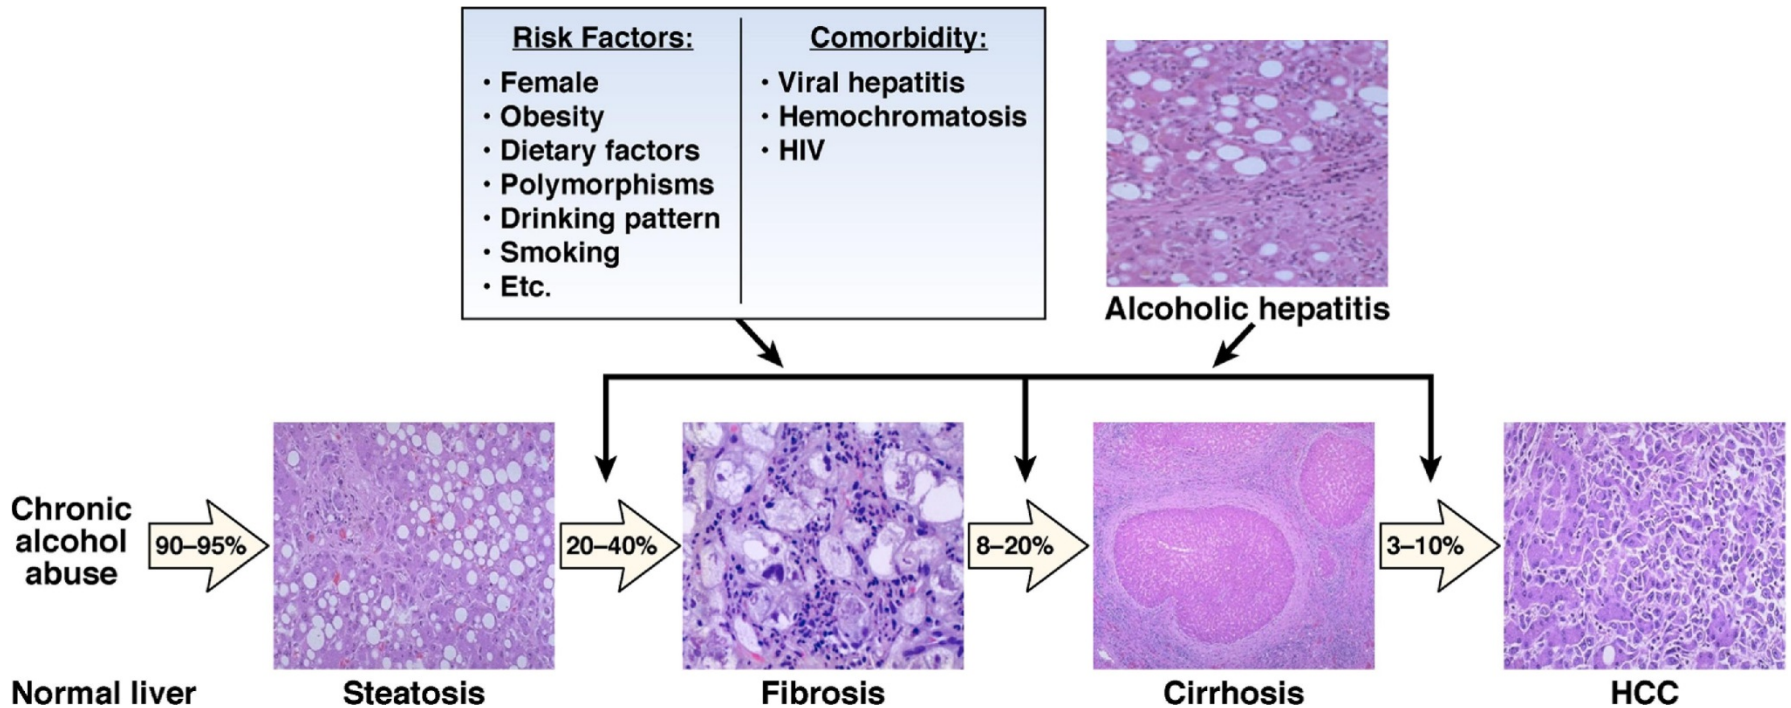 Risk Factors:
· Female
· Obesity
· Dietary factors
· Polymorphisms
· Drinking pattern
· Smoking
· Etc.
Comorbidity:
· Viral hepatitis
· Hemochromatosis
· HIV
Alcoholic hepatitis
Chronic
alcohol
abuse
90–95%
20–40%
8–20%
3–10%
Normal liver
Steatosis
Fibrosis
Cirrhosis
HCC